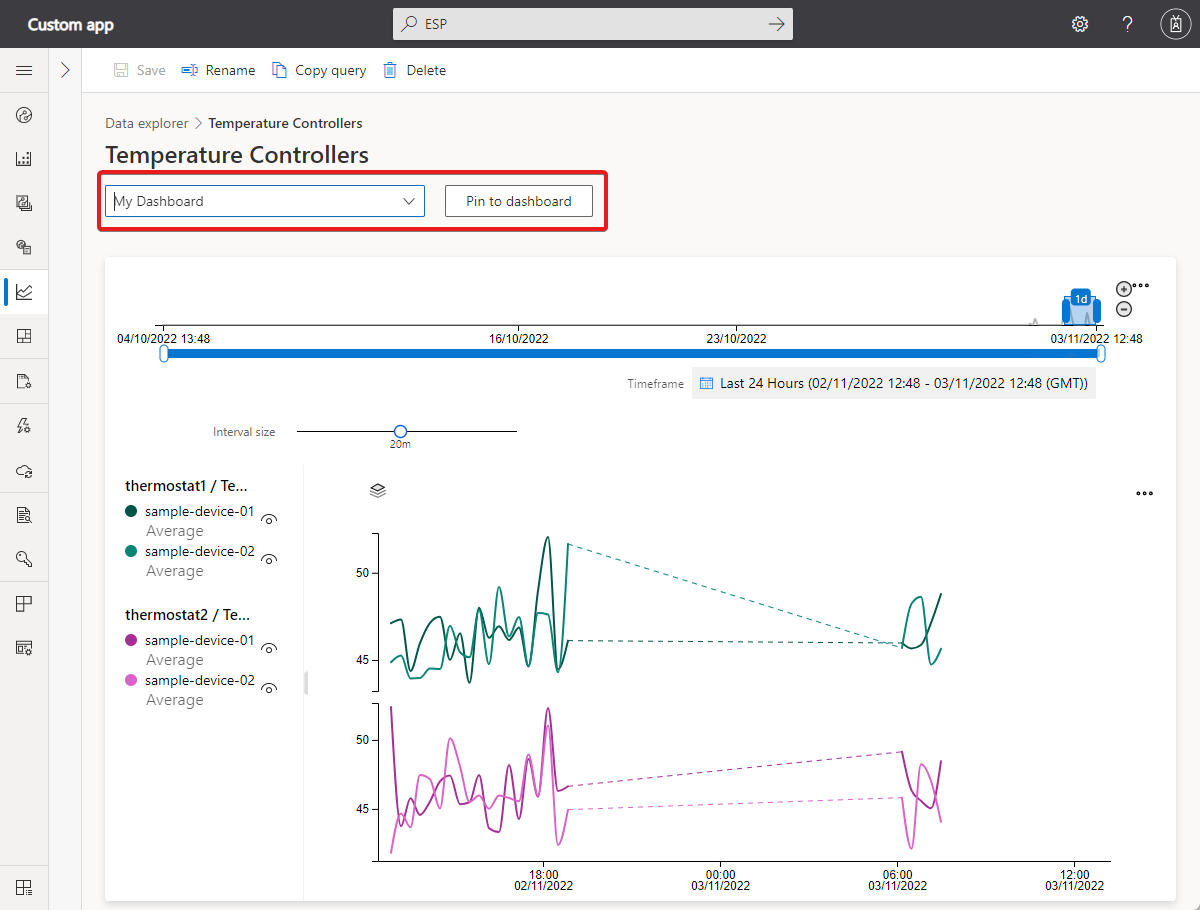 Custom app
ESP
?
Save Rename Copy query Delete
Data explorer > Temperature Controllers
Temperature Controllers
My Dashboard Pin to dashboard
1d
04/10/2022 13:48 16/10/2022 23/10/2022 03/11/2022 12:48
Timeframe Last 24 Hours (02/11/2022 12:48 - 03/11/2022 12:48 (GMT))
Interval size
20m
thermostat1 / Te...
sample-device-01
Average
sample-device-02
Average
thermostat2 / Te...
sample-device-01
Average
sample-device-02
Average
50
45
50
45
18:00 00:00 06:00 12:00
02/11/2022 03/11/2022 03/11/2022 03/11/2022